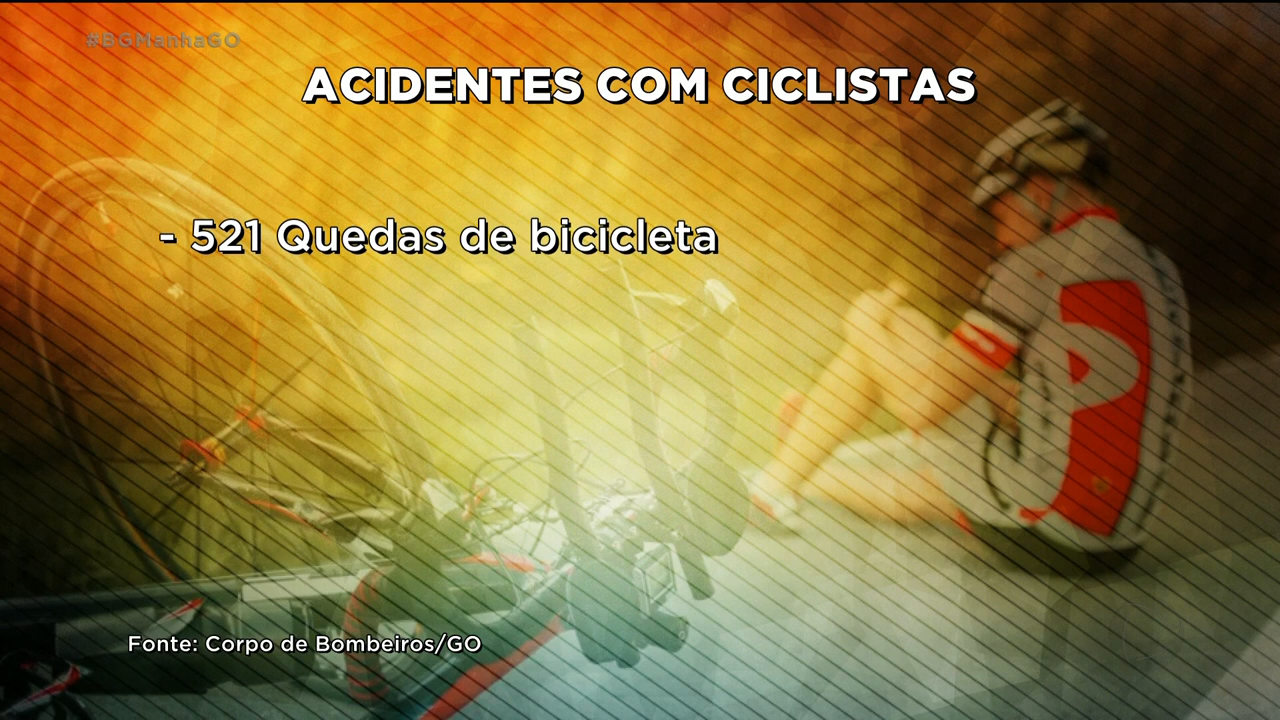 #BGManhaGO
ACIDENTES COM CICLISTAS
- 521 Quedas de bicicleta
Fonte: Corpo de Bombeiros/GO